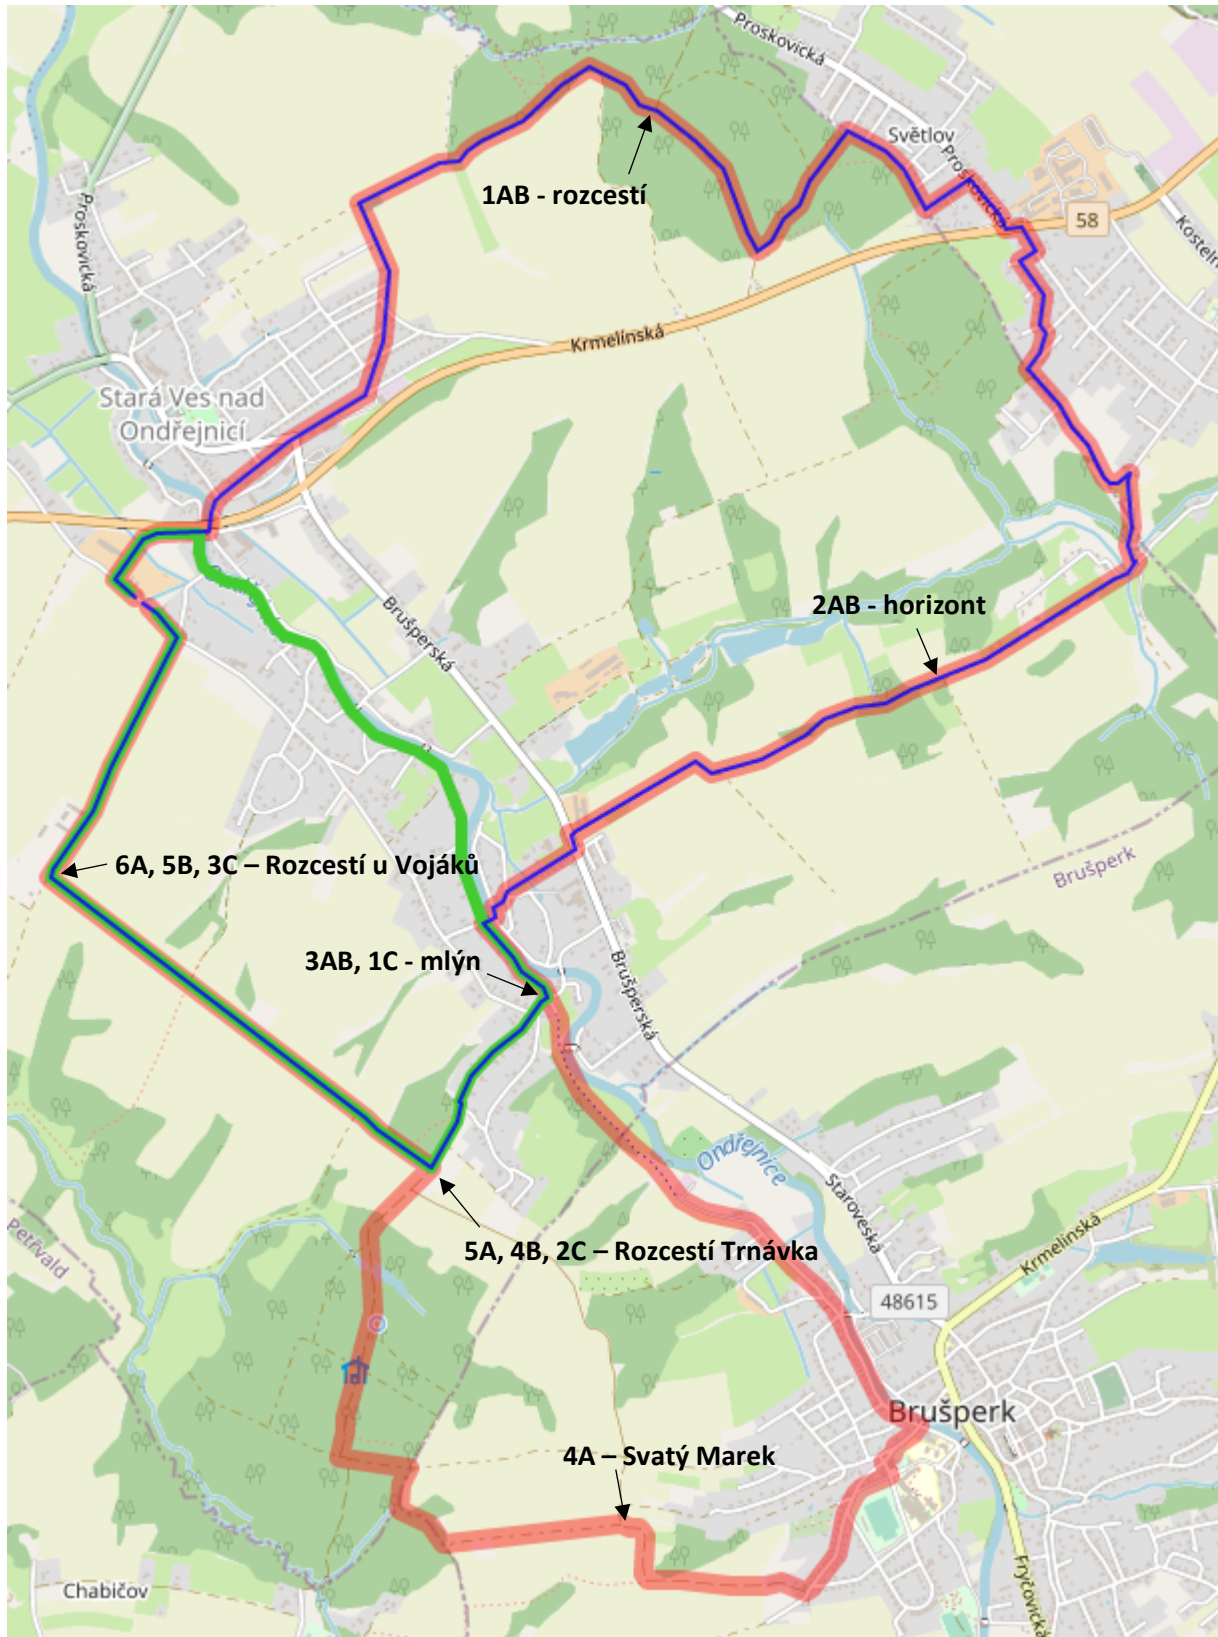 Proskovická
Světlov
Proskovická
58
Kosteln
1AB - rozcestí
Proskovická
Krmelínská
Stará Ves nad
Ondřejnicí
Brušperská
2AB - horizont
6A, 5B, 3C – Rozcestí u Vojáků
Brušperk
3AB, 1C - mlýn
Brušperská
Ondřejnice
Staroveská
Petřvald
5A, 4B, 2C – Rozcestí Trnávka
Krmelínská
48615
Brušperk
4A – Svatý Marek
Chabičov
Fryčovická